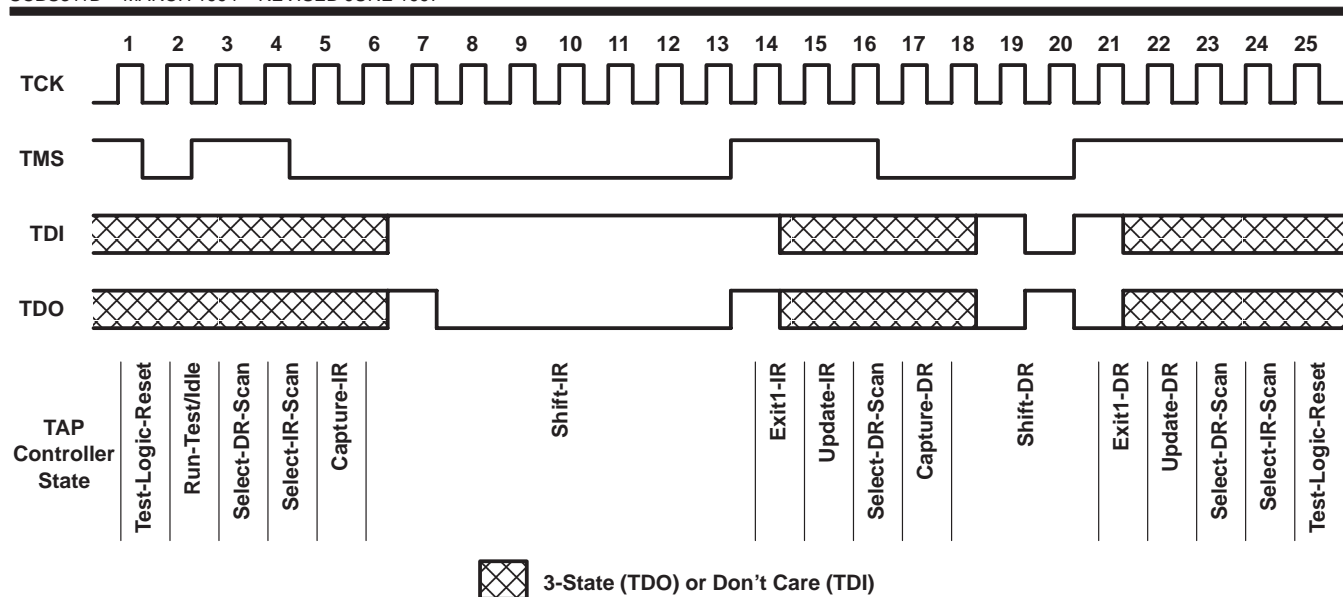 1 2 3 4 5 6 7 8 9 10 11 12 13 14 15 16 17 18 19 20 21 22 23 24 25
TCK
TMS
TDI
TDO
TAP
Controller
State
Test-Logic-Reset
Run-Test/Idle
Select-DR-Scan
Select-IR-Scan
Capture-IR
Shift-IR
Exit1-IR
Update-IR
Select-DR-Scan
Capture-DR
Shift-DR
Exit1-DR
Update-DR
Select-DR-Scan
Select-IR-Scan
Test-Logic-Reset
3-State (TDO) or Don't Care (TDI)